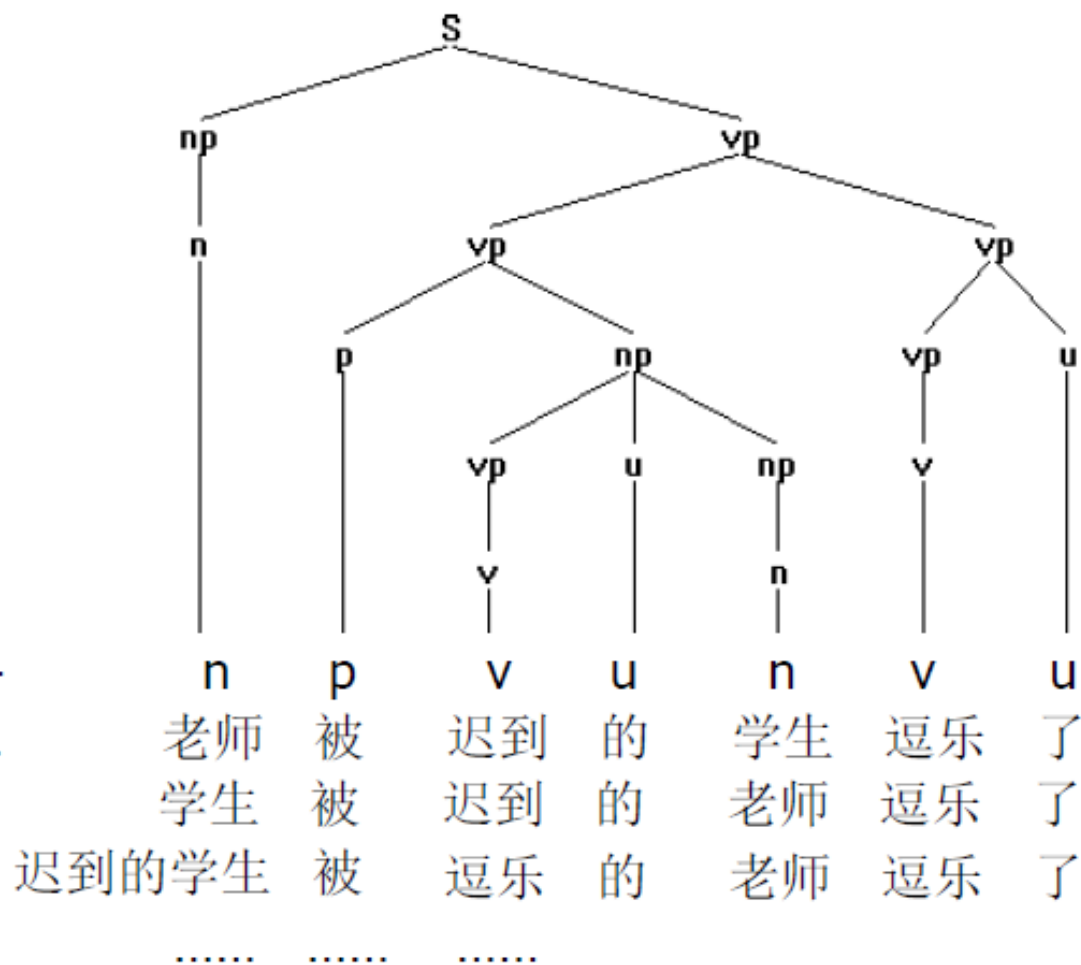 S
np vp
n vp vp
p np vp u
vp u np v
v n
n p v u n v u
老师 被 迟到 的 学生 逗乐 了
学生 被 迟到 的 老师 逗乐 了
迟到的学生 被 逗乐 的 老师 逗乐 了
...... ...... ......